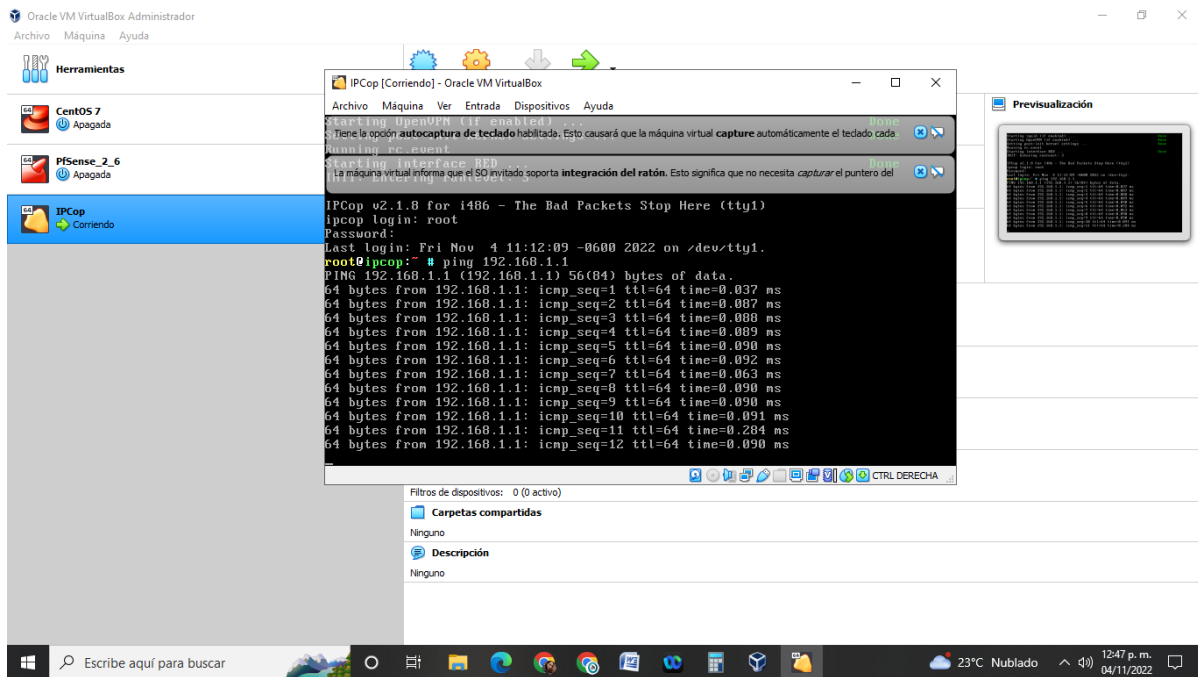 Oracle VM VirtualBox Administrador
Archivo Máquina Ayuda
Herramientas
CentOS 7
Apagada
PfSense_2_6
Apagada
IPCop
Corriendo
IPCop [Corriendo] - Oracle VM VirtualBox
Archivo Máquina Ver Entrada Dispositivos Ayuda
Starting OpenVPN (if enabled) ... Done
Tiene la opción autocaptura de teclado habilitada. Esto causará que la máquina virtual capture automáticamente el teclado cada
Running rc.event
Starting interface RED ... Done
La máquina virtual informa que el SO invitado soporta integración del ratón. Esto significa que no necesita capturar el puntero del
IPCop v2.1.8 for i486 - The Bad Packets Stop Here (tty1)
ipcop login: root
Password:
Last login: Fri Nov 4 11:12:09 -0600 2022 on /dev/tty1.
root@ipcop:~ # ping 192.168.1.1
PING 192.168.1.1 (192.168.1.1) 56(84) bytes of data.
64 bytes from 192.168.1.1: icmp_seq=1 ttl=64 time=0.037 ms
64 bytes from 192.168.1.1: icmp_seq=2 ttl=64 time=0.087 ms
64 bytes from 192.168.1.1: icmp_seq=3 ttl=64 time=0.088 ms
64 bytes from 192.168.1.1: icmp_seq=4 ttl=64 time=0.089 ms
64 bytes from 192.168.1.1: icmp_seq=5 ttl=64 time=0.090 ms
64 bytes from 192.168.1.1: icmp_seq=6 ttl=64 time=0.092 ms
64 bytes from 192.168.1.1: icmp_seq=7 ttl=64 time=0.063 ms
64 bytes from 192.168.1.1: icmp_seq=8 ttl=64 time=0.090 ms
64 bytes from 192.168.1.1: icmp_seq=9 ttl=64 time=0.090 ms
64 bytes from 192.168.1.1: icmp_seq=10 ttl=64 time=0.091 ms
64 bytes from 192.168.1.1: icmp_seq=11 ttl=64 time=0.284 ms
64 bytes from 192.168.1.1: icmp_seq=12 ttl=64 time=0.090 ms
CTRL DERECHA
Previsualización
Filtros de dispositivos: 0 (0 activo)
Carpetas compartidas
Ninguno
Descripción
Ninguno
Escribe aquí para buscar
23°C Nublado
12:47 p. m.
04/11/2022